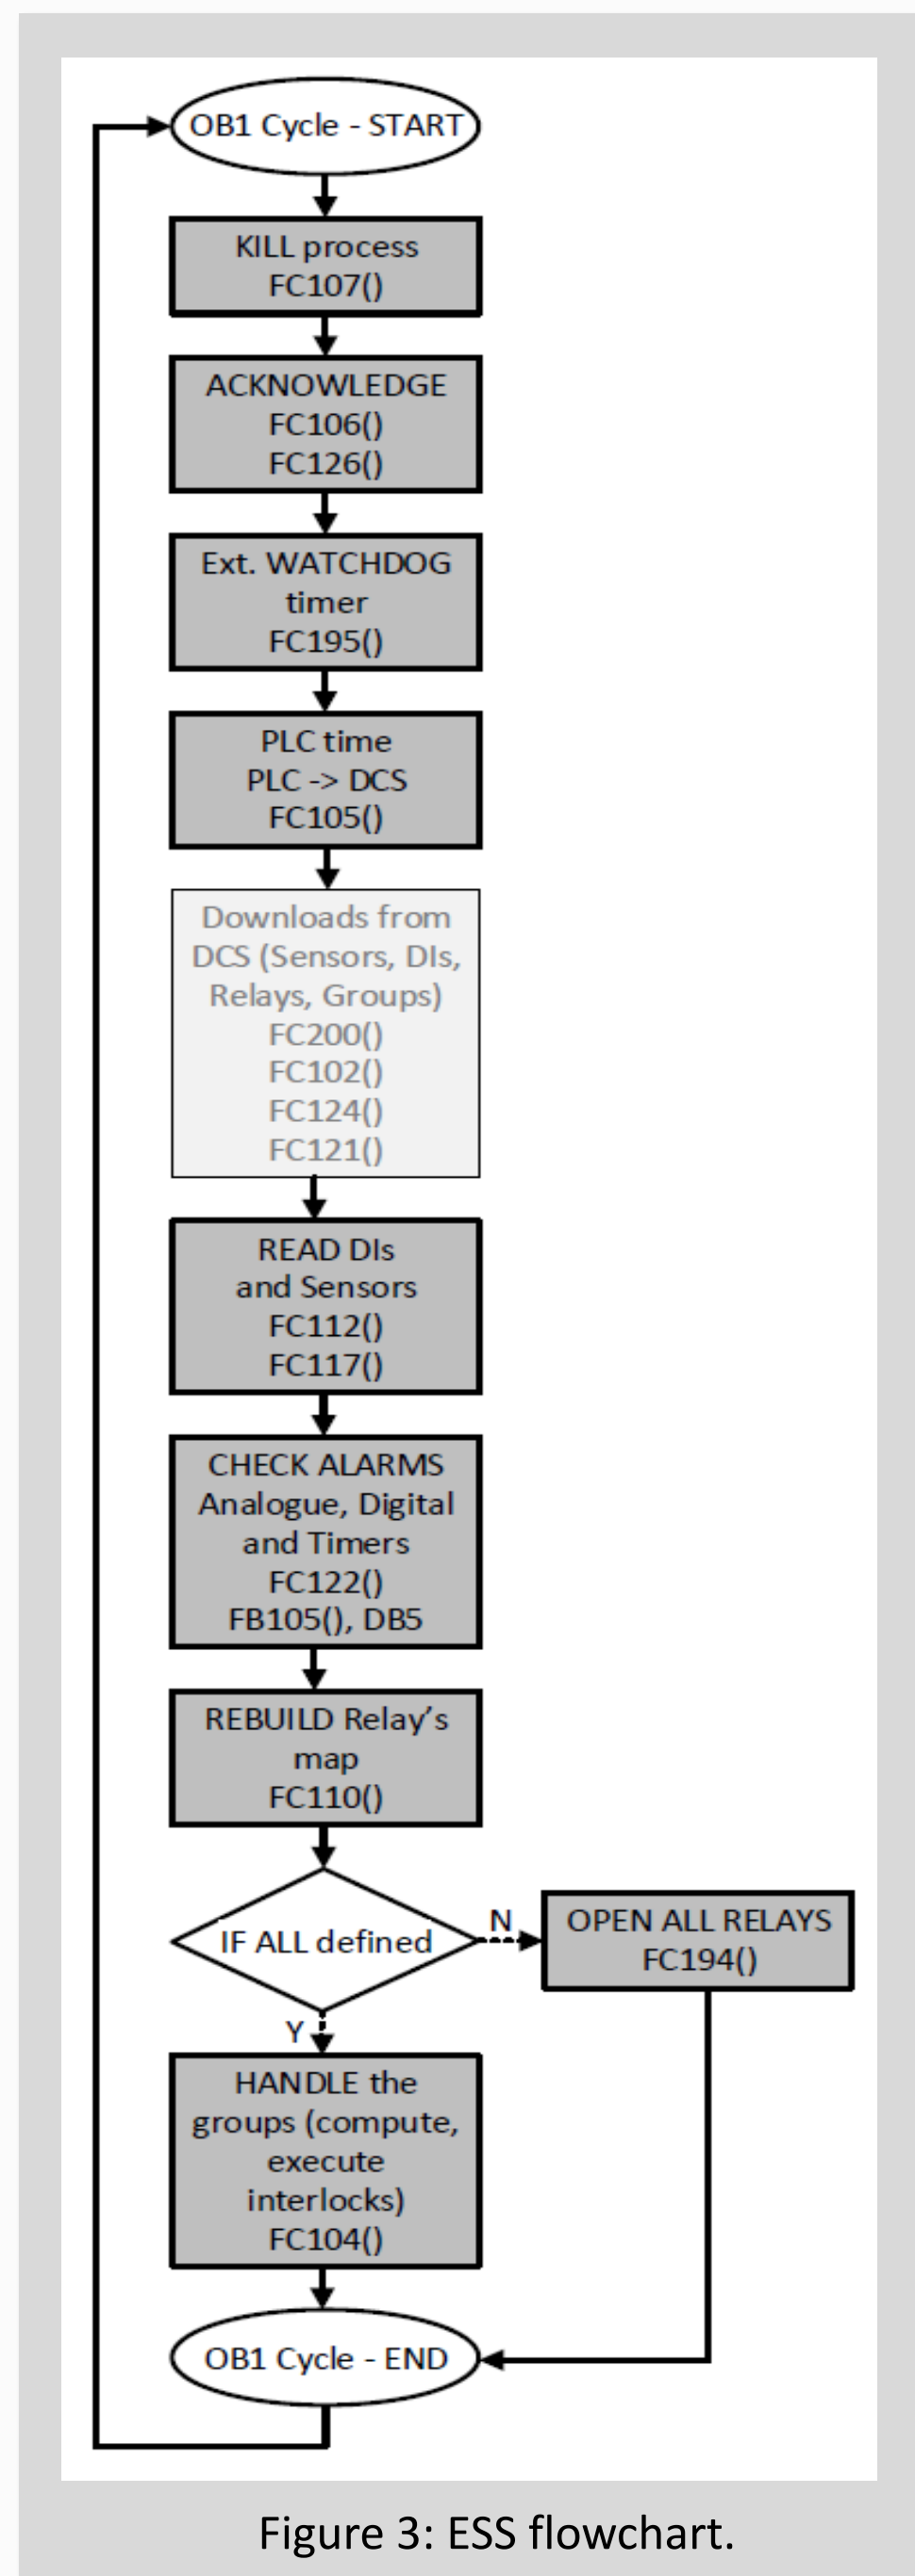 OB1 Cycle - START
KILL process
FC107()
ACKNOWLEDGE
FC106()
FC126()
Ext. WATCHDOG
timer
FC195()
PLC time
PLC -> DCS
FC105()
Downloads from
DCS (Sensors, DIs,
Relays, Groups)
FC200()
FC102()
FC124()
FC121()
READ DIs
and Sensors
FC112()
FC117()
CHECK ALARMS
Analogue, Digital
and Timers
FC122()
FB105(), DB5
REBUILD Relay's
map
FC110()
IF ALL defined
N
OPEN ALL RELAYS
FC194()
Y
HANDLE the
groups (compute,
execute
interlocks)
FC104()
OB1 Cycle - END
Figure 3: ESS flowchart.